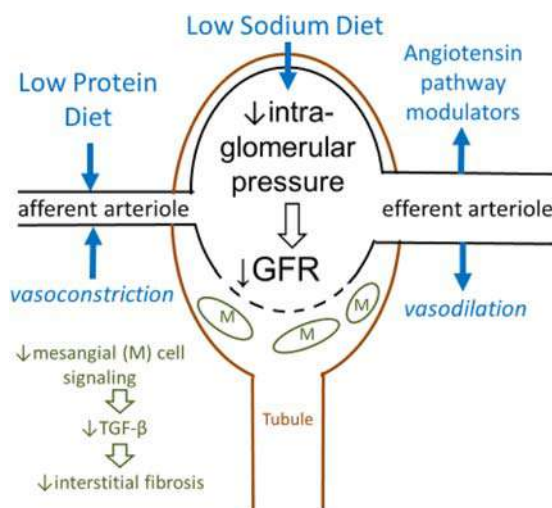 Low Sodium Diet
Low Protein
Diet
Angiotensin
pathway
modulators
↓intra-
glomerular
pressure
afferent arteriole
efferent arteriole
↓GFR
vasoconstriction
vasodilation
M
M
M
↓mesangial (M) cell
signaling
↓TGF-β
↓interstitial fibrosis
Tubule